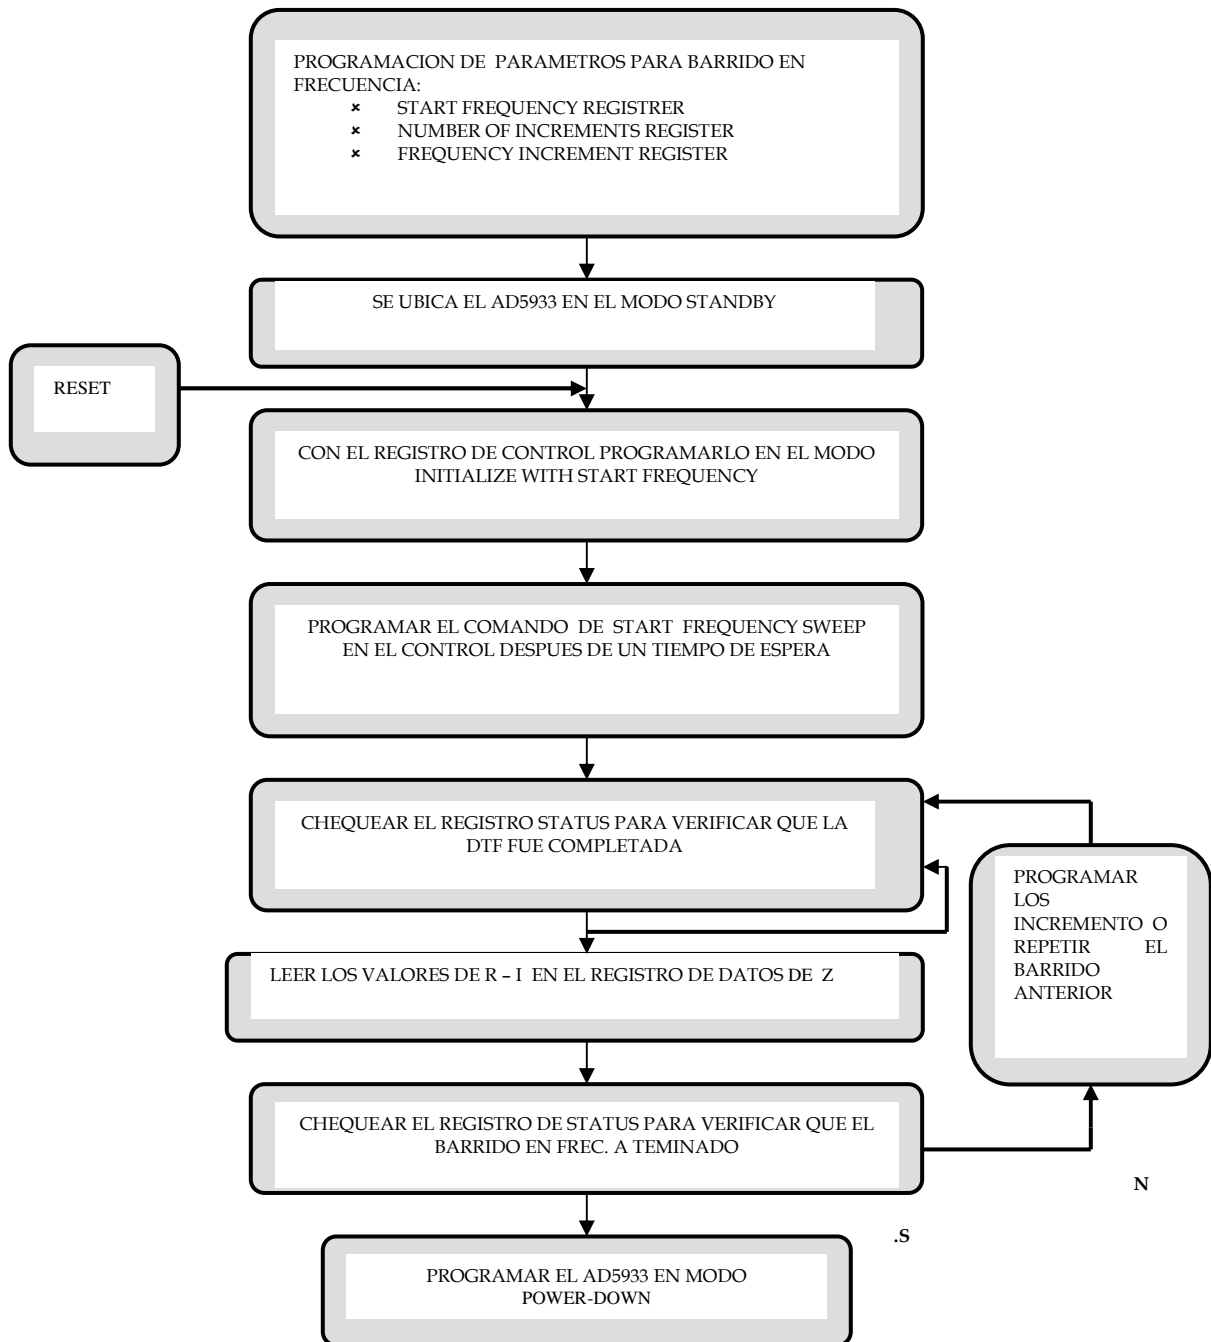 PROGRAMACION DE PARAMETROS PARA BARRIDO EN
FRECUENCIA:
× START FREQUENCY REGISTRER
× NUMBER OF INCREMENTS REGISTER
× FREQUENCY INCREMENT REGISTER
SE UBICA EL AD5933 EN EL MODO STANDBY
RESET
CON EL REGISTRO DE CONTROL PROGRAMARLO EN EL MODO
INITIALIZE WITH START FREQUENCY
PROGRAMAR EL COMANDO DE START FREQUENCY SWEEP
EN EL CONTROL DESPUES DE UN TIEMPO DE ESPERA
CHEQUEAR EL REGISTRO STATUS PARA VERIFICAR QUE LA
DTF FUE COMPLETADA
PROGRAMAR
LOS
INCREMENTO O
REPETIR EL
BARRIDO
ANTERIOR
LEER LOS VALORES DE R – I EN EL REGISTRO DE DATOS DE Z
CHEQUEAR EL REGISTRO DE STATUS PARA VERIFICAR QUE EL
BARRIDO EN FREC. A TEMINADO
N
.S
PROGRAMAR EL AD5933 EN MODO
POWER-DOWN